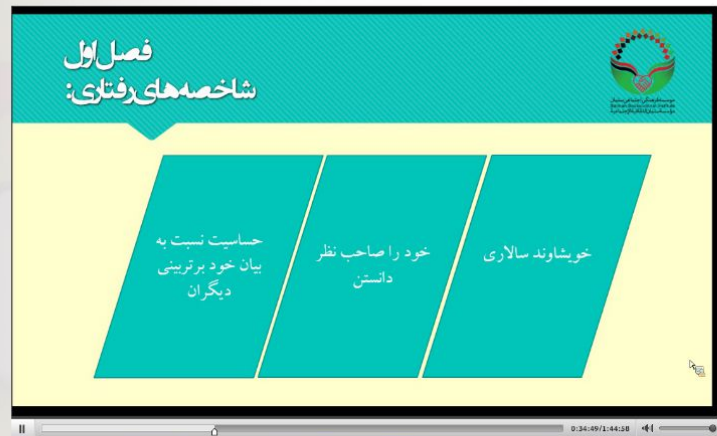 فصل اول
شاخصه‌های رفتاری:
خویشاوند سالاری
خود را صاحب نظر
دانستن
حساسیت نسبت به
بیان خود برتربینی
دیگران
0:34:49/1:44:58